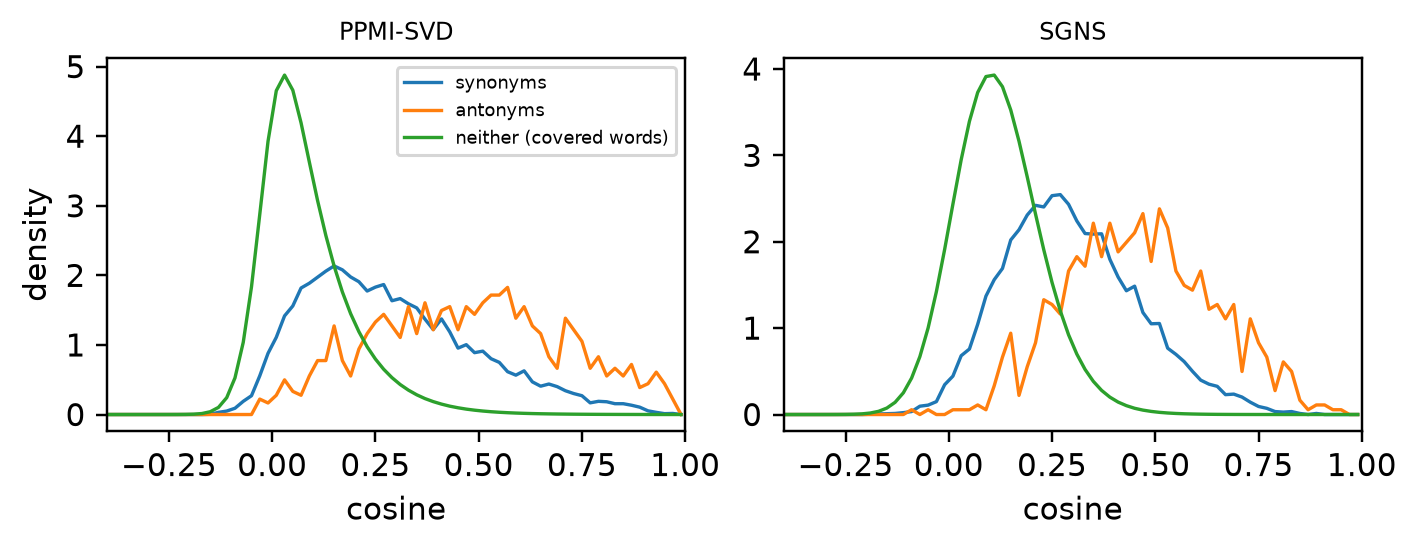 PPMI-SVD
density
5
4
3
2
1
0
synonyms
antonyms
neither (covered words)
−0.25 0.00 0.25 0.50 0.75 1.00
cosine
SGNS
4
3
2
1
0
−0.25 0.00 0.25 0.50 0.75 1.00
cosine